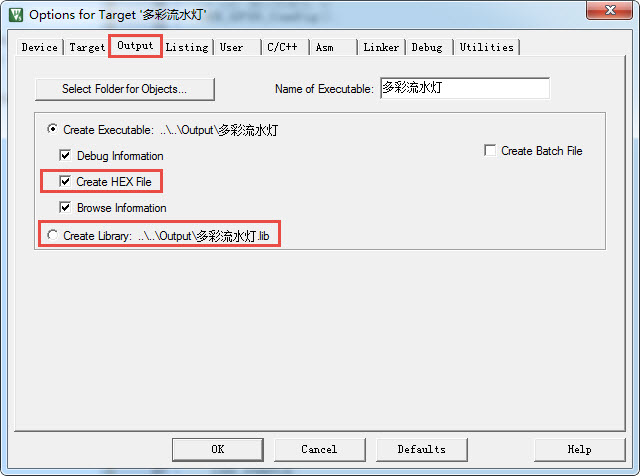 Options for Target '多彩流水灯'
Device Target Output Listing User C/C++ Asm Linker Debug Utilities
Select Folder for Objects... Name of Executable: 多彩流水灯
Create Executable: ..\..\Output\多彩流水灯
Debug Information Create Batch File
Create HEX File
Browse Information
Create Library: ..\..\Output\多彩流水灯.lib
OK Cancel Defaults Help